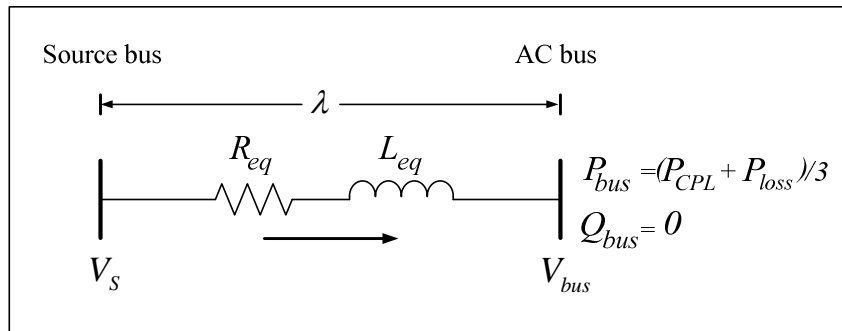 Source bus
AC bus
λ
R_eq
L_eq
P_bus =(P_CPL + P_loss)/3
Q_bus = 0
V_S
V_bus